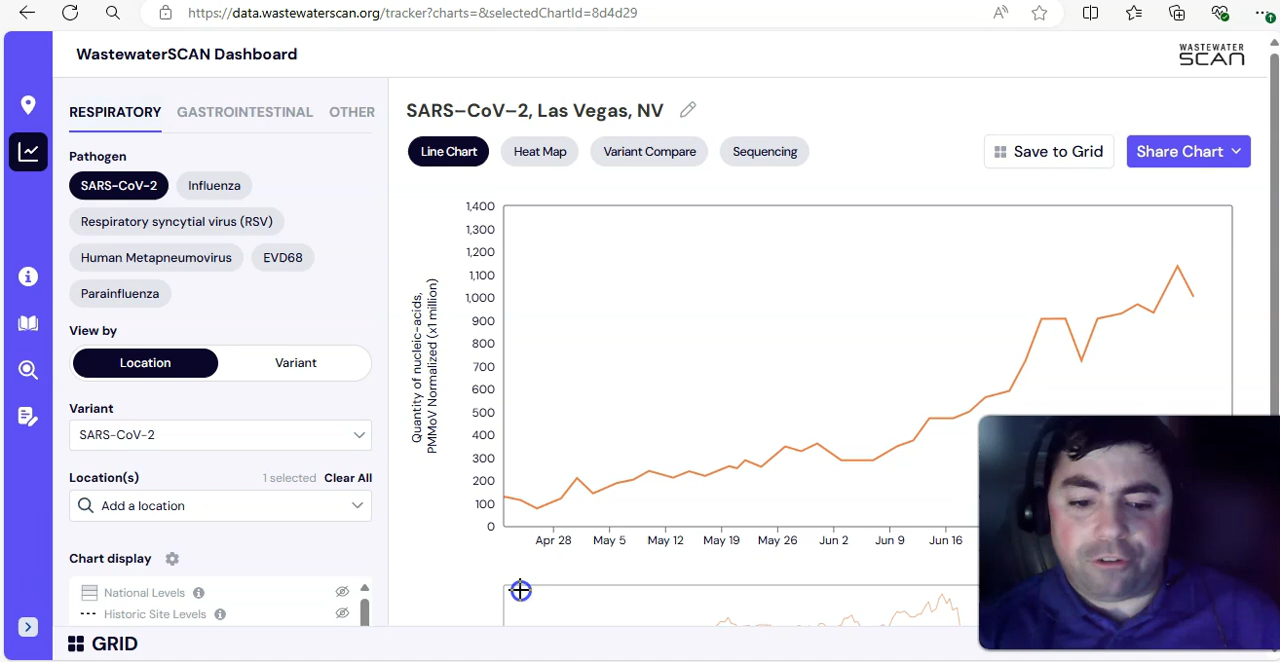 https://data.wastewaterscan.org/tracker?charts=&selectedChartId=8d4d29
WastewaterSCAN Dashboard
WASTEWATER
SCAN
RESPIRATORY
GASTROINTESTINAL
OTHER
Pathogen
SARS-CoV-2
Influenza
Respiratory syncytial virus (RSV)
Human Metapneumovirus
EVD68
Parainfluenza
View by
Location
Variant
Variant
SARS-CoV-2
Location(s)
1 selected
Clear All
Add a location
Chart display
National Levels
Historic Site Levels
GRID
SARS–CoV–2, Las Vegas, NV
Line Chart
Heat Map
Variant Compare
Sequencing
Save to Grid
Share Chart
Quantity of nucleic-acids,
PMMoV Normalized (x1 million)
1,400
1,300
1,200
1,100
1,000
900
800
700
600
500
400
300
200
100
0
Apr 28
May 5
May 12
May 19
May 26
Jun 2
Jun 9
Jun 16